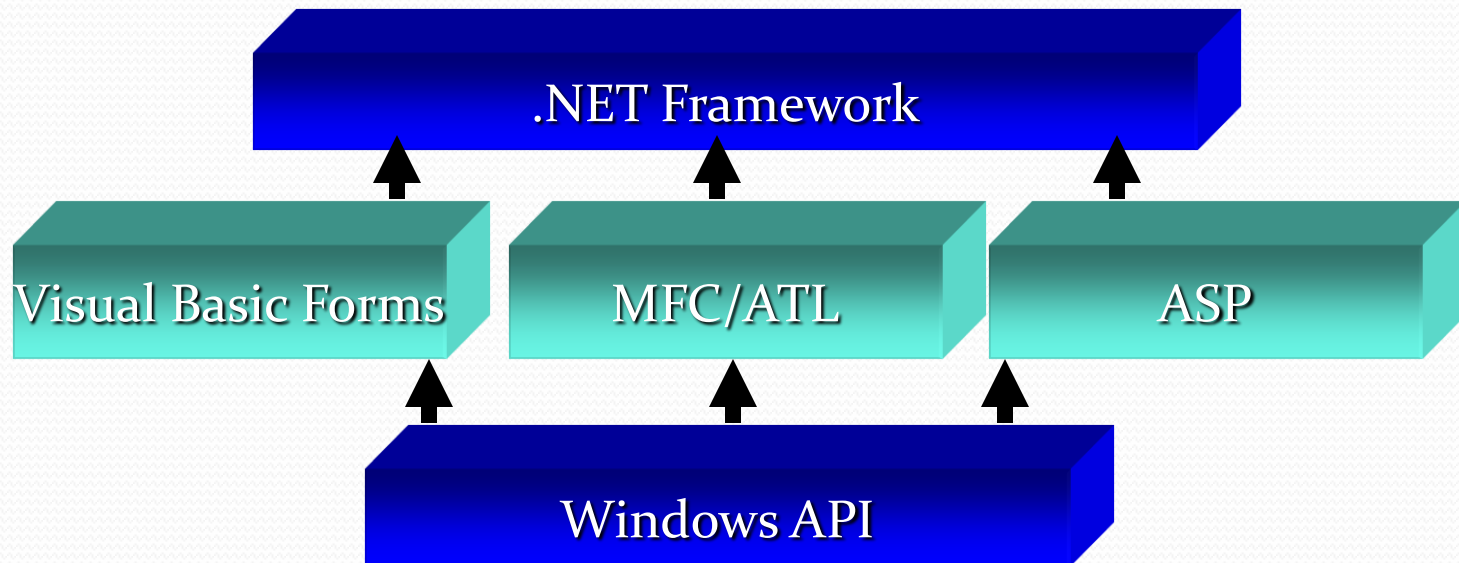 .NET Framework
Visual Basic Forms
MFC/ATL
ASP
Windows API